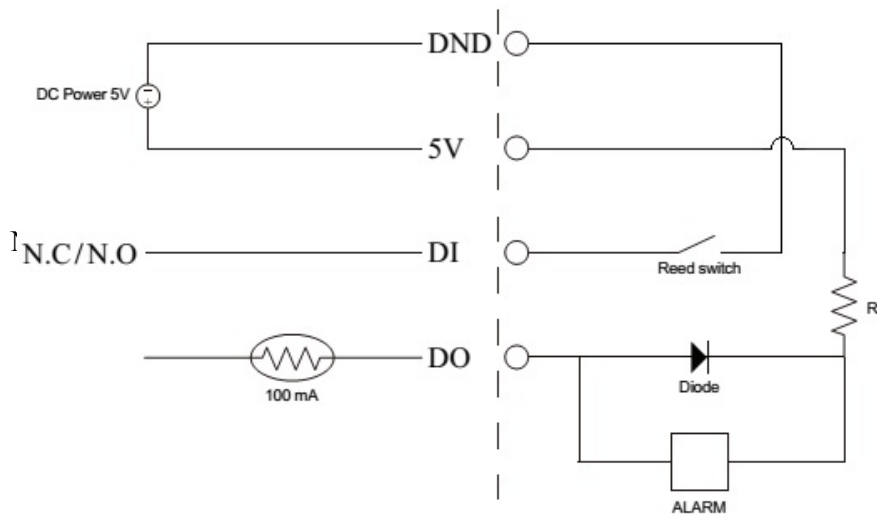 DND
DC Power 5V
5V
N.C/N.O
DI
Reed switch
R
DO
100 mA
Diode
ALARM